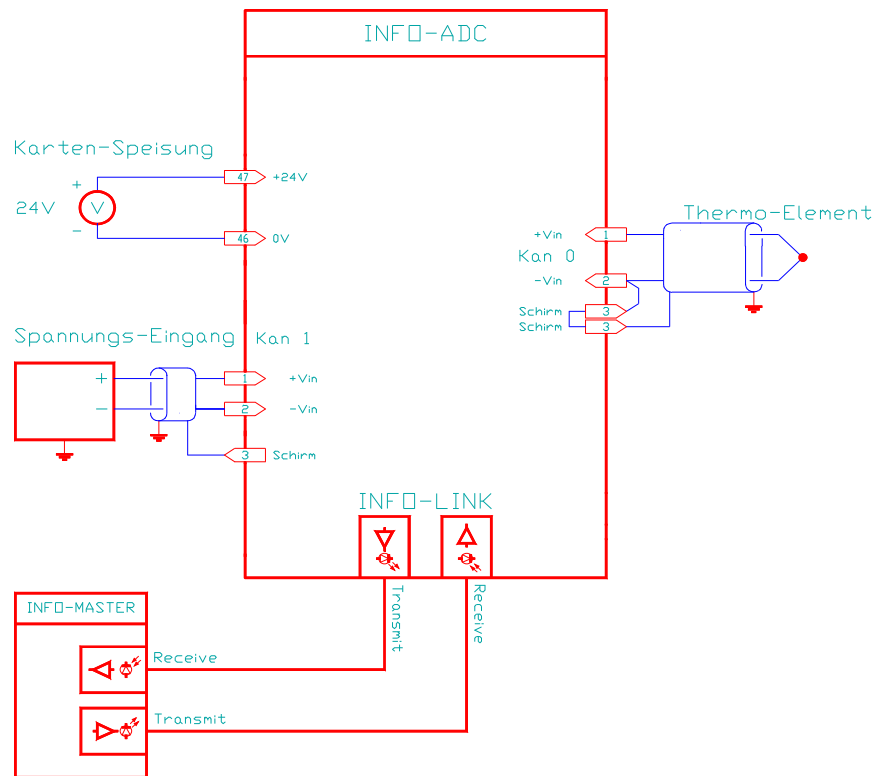 INFO-ADC
Karten-Speisung
+
24V
V
-
47
+24V
46
0V
Thermo-Element
+Vin
1
Kan 0
-Vin
2
Schirm
3
Schirm
3
Spannungs-Eingang
Kan 1
+
1
+Vin
-
2
-Vin
3
Schirm
INFO-LINK
Transmit
Receive
INFO-MASTER
Receive
Transmit